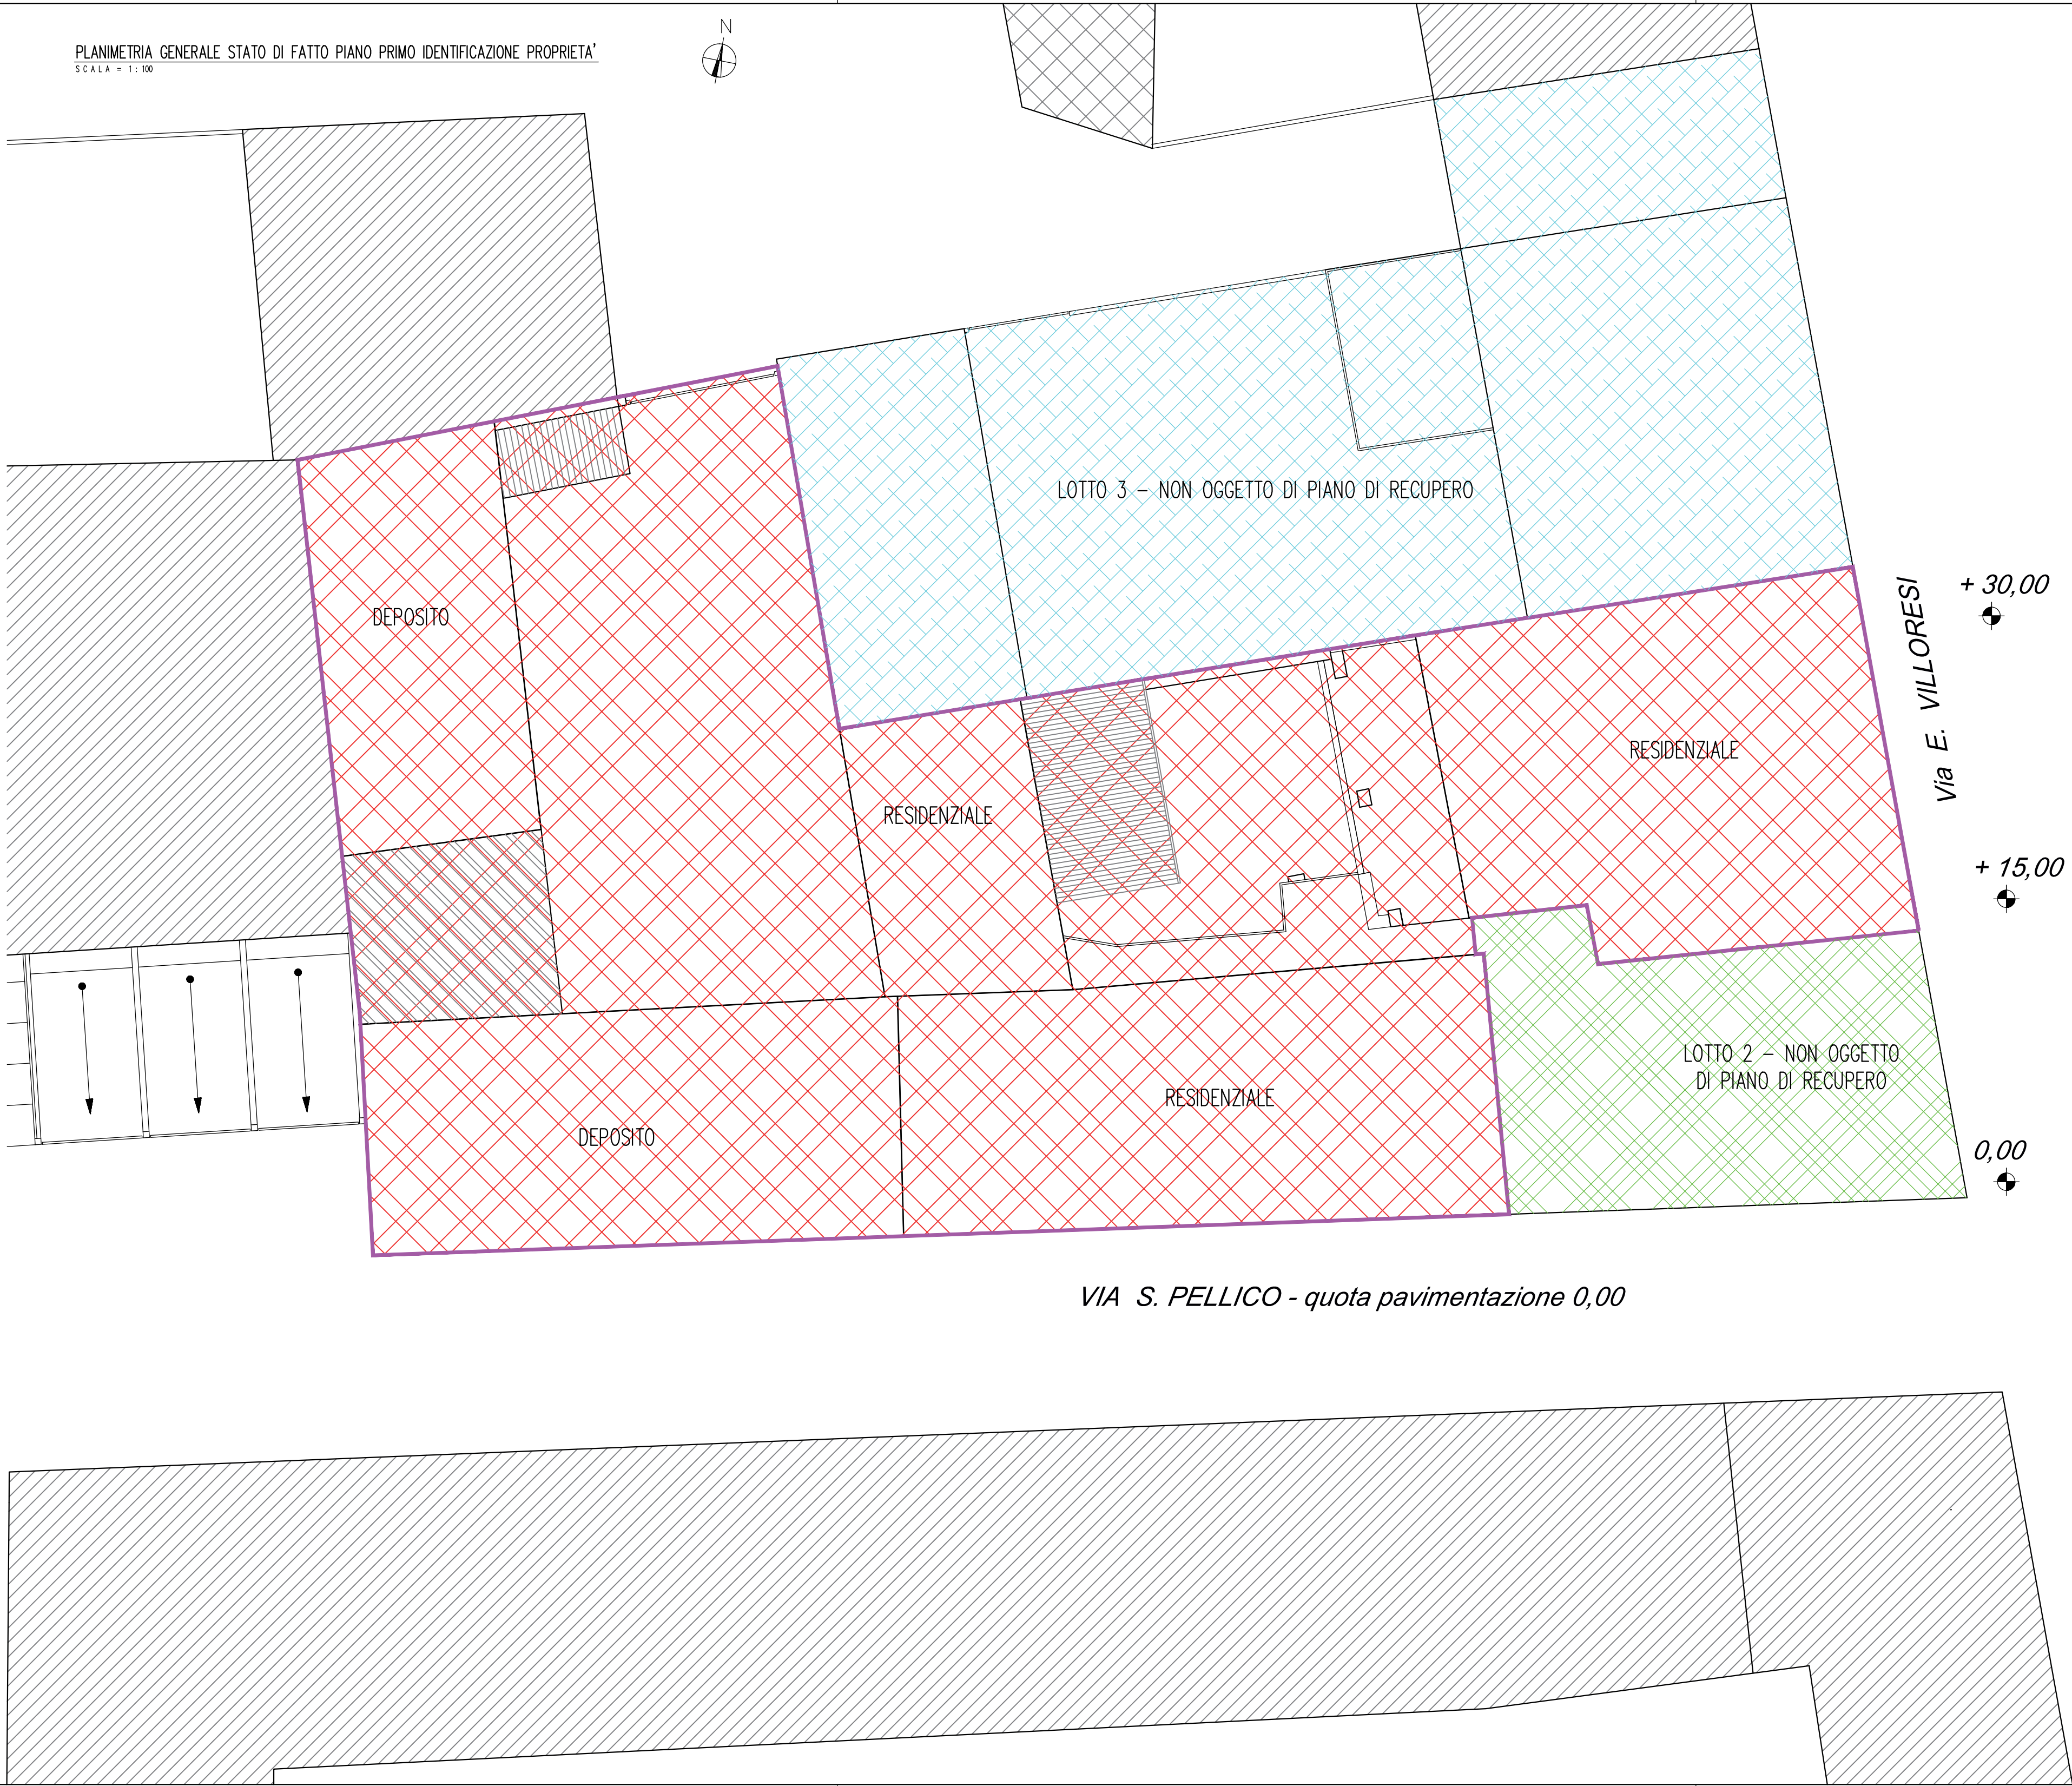 PLANIMETRIA GENERALE STATO DI FATTO PIANO PRIMO IDENTIFICAZIONE PROPRIETA'
SCALA = 1: 100
N
LOTTO 3 – NON OGGETTO DI PIANO DI RECUPERO
+ 30,00
DEPOSITO
Via E. VILLORESI
RESIDENZIALE
RESIDENZIALE
+ 15,00
LOTTO 2 – NON OGGETTO
DI PIANO DI RECUPERO
RESIDENZIALE
DEPOSITO
0,00
VIA S. PELLICO - quota pavimentazione 0,00